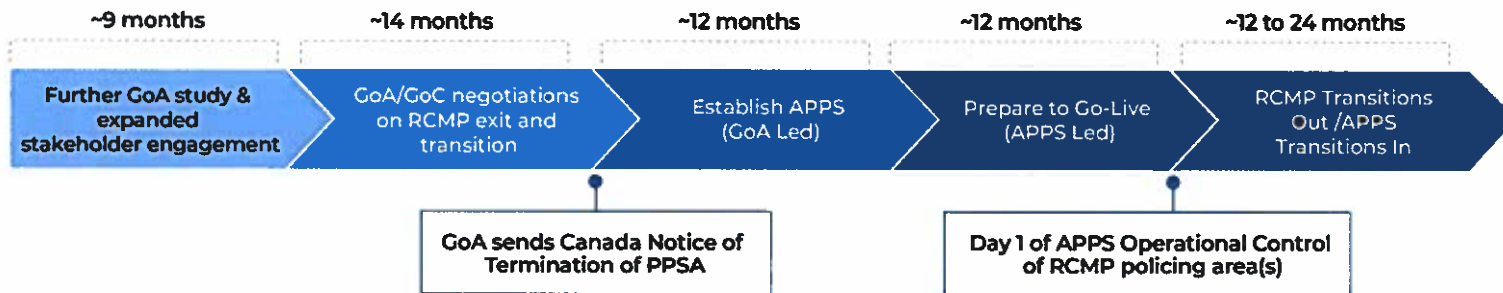 ~9 months
~14 months
~12 months
~12 months
~12 to 24 months
Further GoA study &
expanded
stakeholder engagement
GoA/GoC negotiations
on RCMP exit and
transition
Establish APPS
(GoA Led)
Prepare to Go-Live
(APPS Led)
RCMP Transitions
Out /APPS
Transitions In
GoA sends Canada Notice of
Termination of PPSA
Day 1 of APPS Operational Control
of RCMP policing area(s)